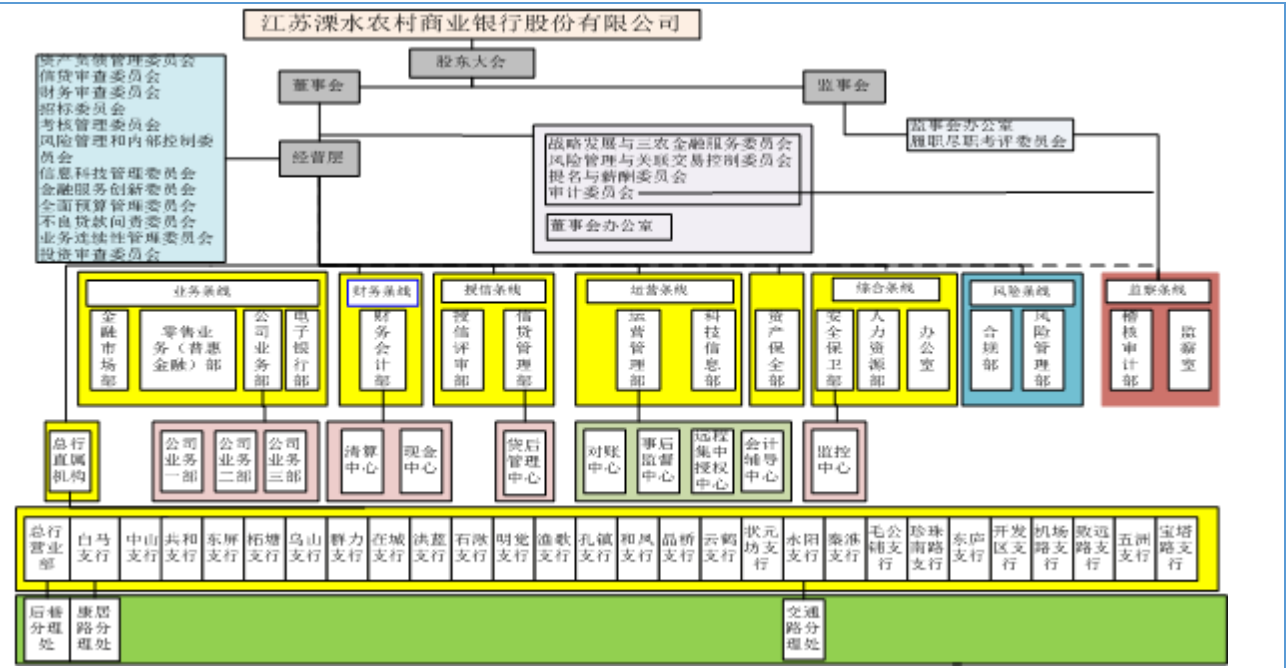 江苏溧水农村商业银行股份有限公司
股东大会
董事会
监事会
资产负债管理委员会
信贷审查委员会
财务审查委员会
招标委员会
考核管理委员会
风险管理和内部控制委
员会
信息科技管理委员会
金融服务创新委员会
全面预算管理委员会
不良贷款问责委员会
业务连续性管理委员会
投资审查委员会
经营层
战略发展与三农金融服务委员会
风险管理与关联交易控制委员会
提名与薪酬委员会
审计委员会
董事会办公室
监事会办公室
履职尽职考评委员会
业务条线
财务条线
授信条线
运营条线
综合条线
风险条线
监察条线
金融市场部
零售业
务（普惠
金融）部
公司业务部
电子银行部
财务会计部
授信评审部
信贷管理部
运营管理部
科技信息部
资产保全部
安全保卫部
人力资源部
办公室
合规部
风险管理部
稽核审计部
监察室
总行
直属
机构
公司
业务
一部
公司
业务
二部
公司
业务
三部
清算
中心
现金
中心
贷后
管理
中心
对账
中心
事后
监督
中心
远程
集中
授权
中心
会计
辅导
中心
监控
中心
总行
营业
部
白马
支行
中山
支行
共和
支行
东屏
支行
柘塘
支行
乌山
支行
群力
支行
在城
支行
洪蓝
支行
石湫
支行
明觉
支行
渔歌
支行
孔镇
支行
和凤
支行
晶桥
支行
云鹤
支行
状元
坊支
行
永阳
支行
秦淮
支行
毛公
铺支
行
珍珠
南路
支行
东庐
支行
开发
区支
行
机场
路支
行
致远
路支
行
五洲
支行
宝塔
路支
行
后巷
分理
处
康居
路分
理处
交通
路分
理处